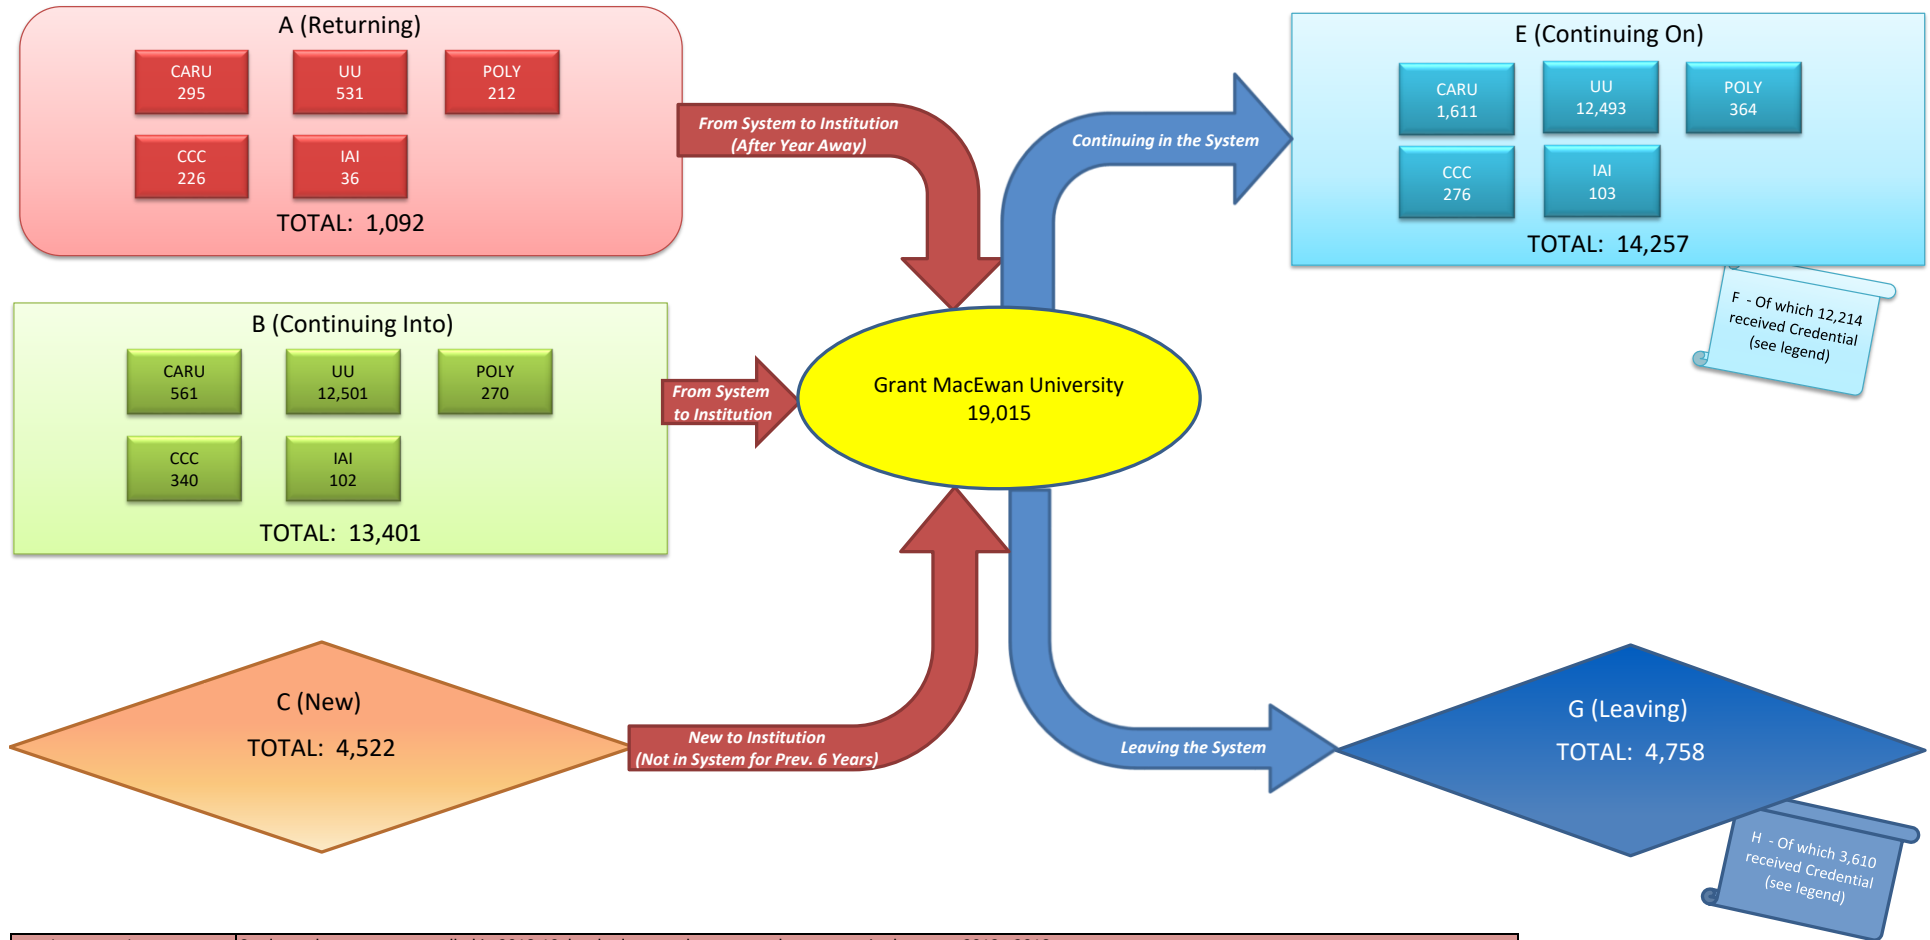 A (Returning)
CARU
295
UU
531
POLY
212
CCC
226
IAI
36
TOTAL: 1,092
From System to Institution
(After Year Away)
Continuing in the System
E (Continuing On)
CARU
1,611
UU
12,493
POLY
364
CCC
276
IAI
103
TOTAL: 14,257
F - Of which 12,214
received Credential
(see legend)
B (Continuing Into)
CARU
561
UU
12,501
POLY
270
CCC
340
IAI
102
TOTAL: 13,401
From System
to Institution
Grant MacEwan University
19,015
C (New)
TOTAL: 4,522
New to Institution
(Not in System for Prev. 6 Years)
Leaving the System
G (Leaving)
TOTAL: 4,758
H - Of which 3,610
received Credential
(see legend)